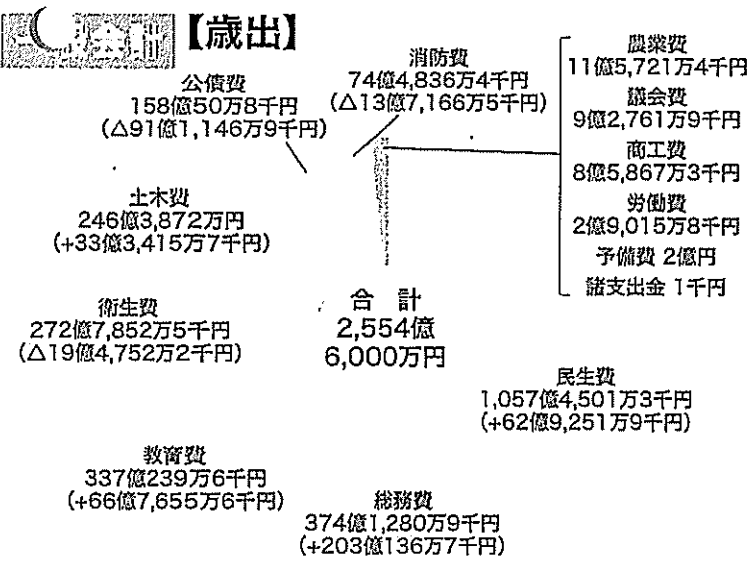 【歳出】
公債費
158億50万8千円
(△91億1,146万9千円)
消防費
74億4,836万4千円
(△13億7,166万5千円)
農業費
11億5,721万4千円
議会費
9億2,761万9千円
商工費
8億5,867万3千円
労働費
2億9,015万8千円
予備費 2億円
諸支出金 1千円
土木費
246億3,872万円
(+33億3,415万7千円)
衛生費
272億7,852万5千円
(△19億4,752万2千円)
合 計
2,554億
6,000万円
民生費
1,057億4,501万3千円
(+62億9,251万9千円)
教育費
337億239万6千円
(+66億7,655万6千円)
総務費
374億1,280万9千円
(+203億136万7千円)